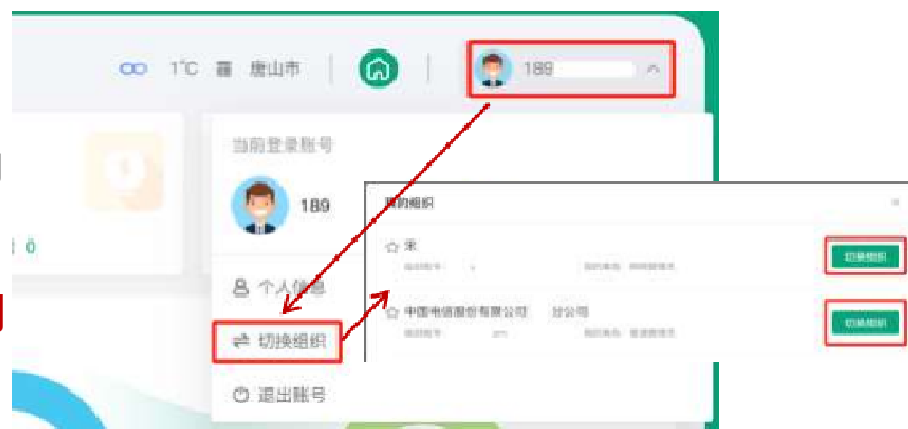 1℃ 霾 唐山市
189
当前登录账号
189
个人信息
切换组织
退出账号
我的组织
宋
切换组织
中国电信股份有限公司 分公司
切换组织